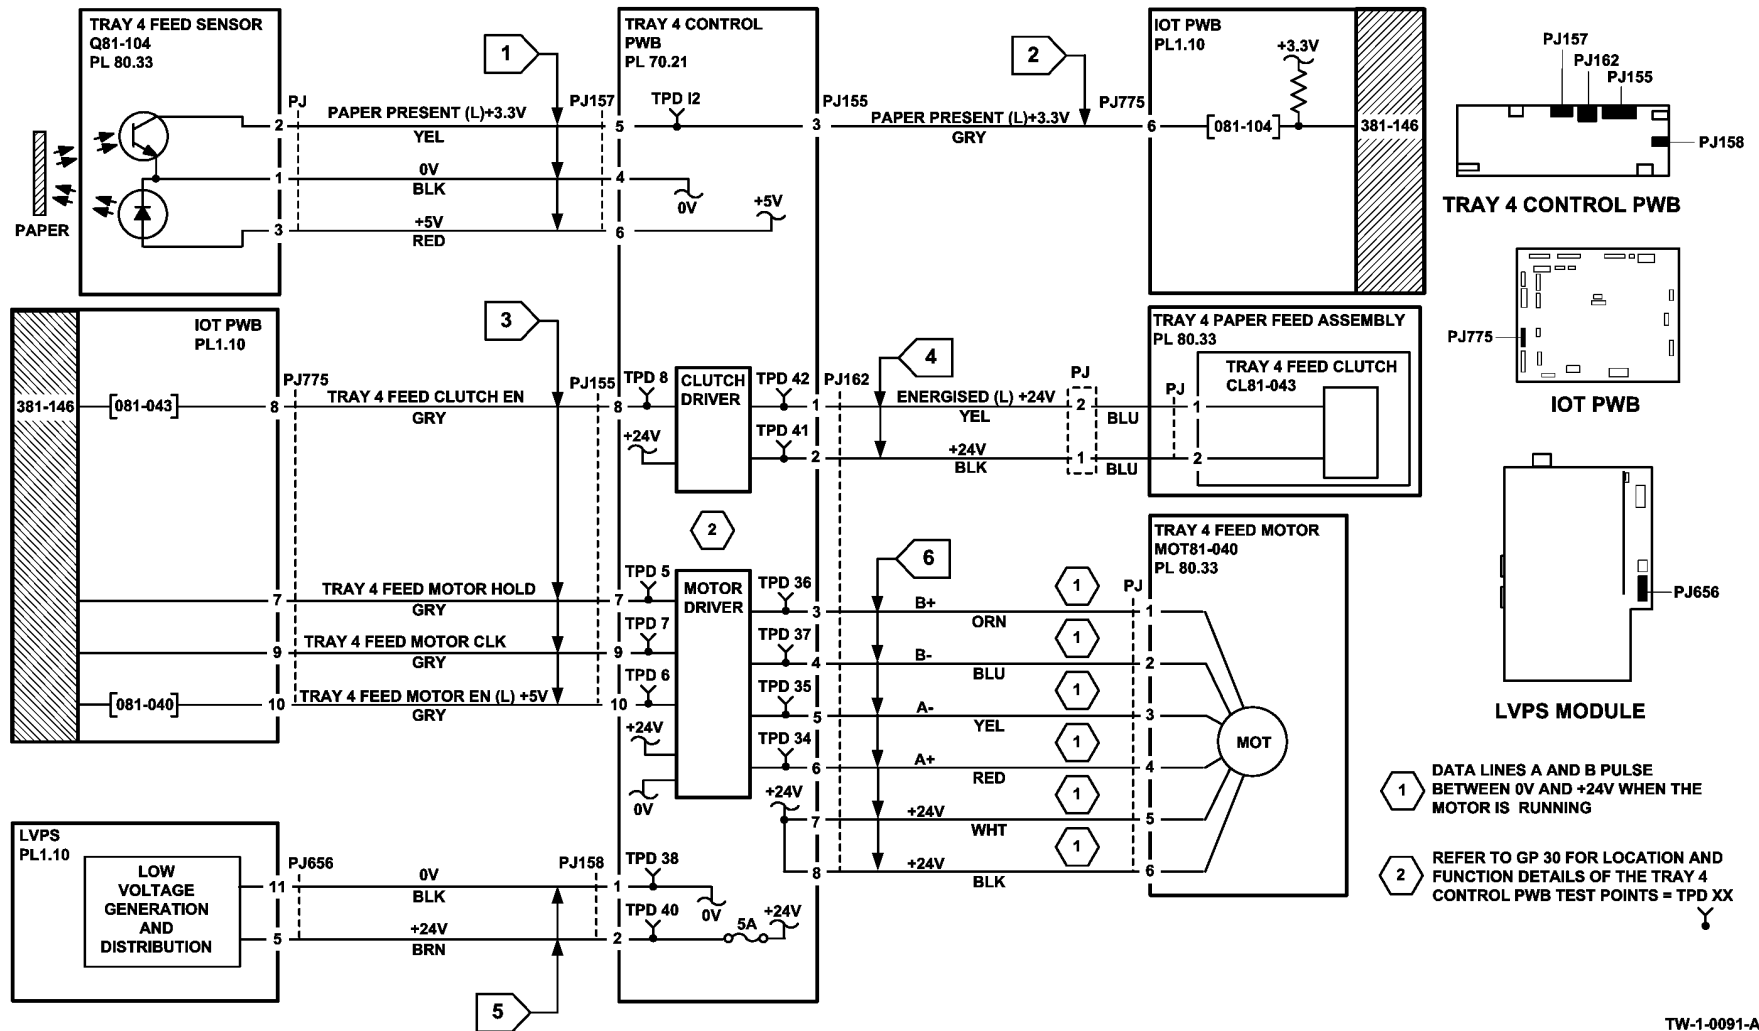 TRAY 4 FEED SENSOR
Q81-104
PL 80.33
PJ
2
1
3
PAPER
1
PAPER PRESENT (L)+3.3V
YEL
0V
BLK
+5V
RED
PJ157
5
4
6
TRAY 4 CONTROL
PWB
PL 70.21
TPD I2
0V
+5V
PJ155
3
2
PAPER PRESENT (L)+3.3V
GRY
PJ775
6
IOT PWB
PL1.10
+3.3V
081-104
381-146
PJ157
PJ162
PJ155
PJ158
TRAY 4 CONTROL PWB
PJ775
IOT PWB
PJ656
LVPS MODULE
IOT PWB
PL1.10
381-146
081-043
081-040
PJ775
8
7
9
10
3
TRAY 4 FEED CLUTCH EN
GRY
TRAY 4 FEED MOTOR HOLD
GRY
TRAY 4 FEED MOTOR CLK
GRY
TRAY 4 FEED MOTOR EN (L) +5V
GRY
PJ155
8
7
9
10
TPD 8
+24V
CLUTCH
DRIVER
TPD 42
TPD 41
2
TPD 5
TPD 7
TPD 6
+24V
0V
MOTOR
DRIVER
TPD 36
TPD 37
TPD 35
TPD 34
+24V
PJ162
1
2
3
4
5
6
7
8
4
ENERGISED (L) +24V
YEL
+24V
BLK
PJ
2
1
BLU
BLU
TRAY 4 PAPER FEED ASSEMBLY
PL 80.33
TRAY 4 FEED CLUTCH
CL81-043
PJ
1
2
6
B+
ORN
B-
BLU
A-
YEL
A+
RED
+24V
WHT
+24V
BLK
1
1
1
1
1
1
PJ
1
2
3
4
5
6
TRAY 4 FEED MOTOR
MOT81-040
PL 80.33
MOT
LVPS
PL1.10
LOW
VOLTAGE
GENERATION
AND
DISTRIBUTION
PJ656
11
5
0V
BLK
+24V
BRN
5
PJ158
1
2
TPD 38
TPD 40
0V
5A
+24V
1
DATA LINES A AND B PULSE
BETWEEN 0V AND +24V WHEN THE
MOTOR IS RUNNING
2
REFER TO GP 30 FOR LOCATION AND
FUNCTION DETAILS OF THE TRAY 4
CONTROL PWB TEST POINTS = TPD XX
TW-1-0091-A